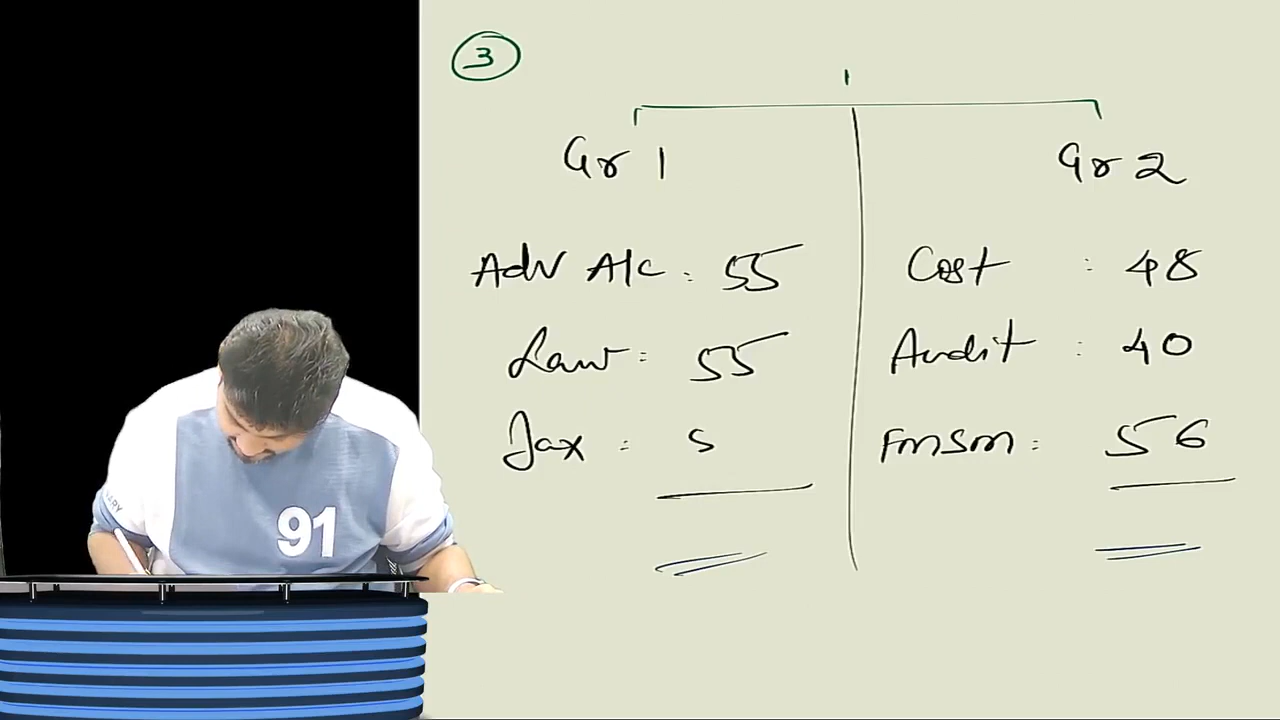 3
Gr 1
Gr 2
Adv A/c : 55
Law : 55
Tax : 5
Cost : 48
Audit : 40
FMSM : 56
91